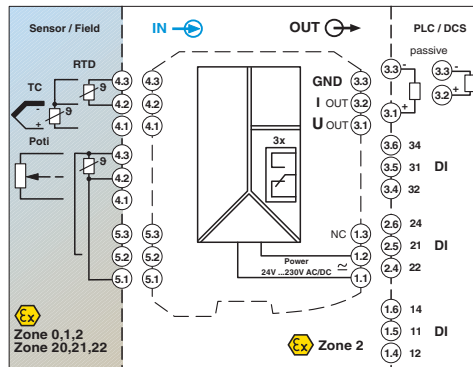 Sensor / Field
IN
OUT
PLC / DCS
RTD
TC
-
+
ϑ
ϑ
4.3
4.2
4.1
4.3
4.2
4.1
GND 3.3
I OUT 3.2
U OUT 3.1
passive
3.3 -
3.1 +
3.3 -
3.2 +
Poti
ϑ
4.3
4.2
4.1
3x
3.6 34
3.5 31 DI
3.4 32
5.3
5.2
5.1
5.3
5.2
5.1
NC 1.3
1.2
1.1
Power
24V ...230V AC/DC
2.6 24
2.5 21 DI
2.4 22
Ex
Zone 0,1,2
Zone 20,21,22
Ex Zone 2
1.6 14
1.5 11 DI
1.4 12